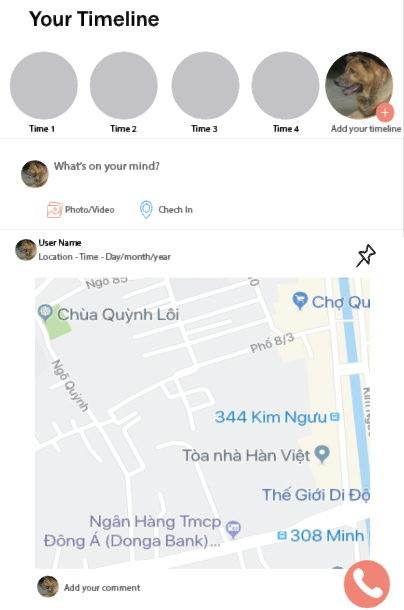 Your Timeline
Time 1
Time 2
Time 3
Time 4
Add your timeline
What's on your mind?
Photo/Video
Chech In
User Name
Location - Time - Day/month/year
Ngõ 85
Chợ Qu
Chùa Quỳnh Lôi
Phố 8/3
Ngõ Quỳnh
Kim Ngưu
344 Kim Ngưu
Tòa nhà Hàn Việt
Thế Giới Di Độ
Ngân Hàng Tmcp
Đông Á (Donga Bank)...
308 Minh
Add your comment